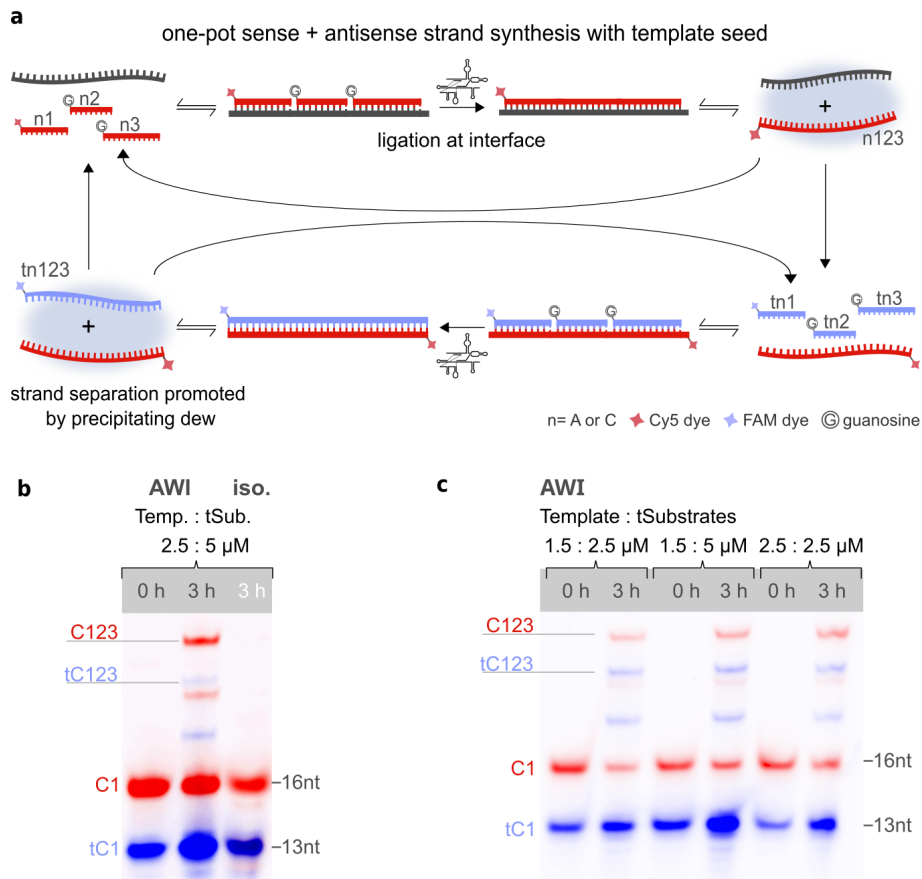 a
one-pot sense + antisense strand synthesis with template seed
G
n2
n1
G
n3
G
G
ligation at interface
+
n123
tn123
+
strand separation promoted
by precipitating dew
G
G
tn1
G
tn3
tn2
G
n= A or C
Cy5 dye
FAM dye
G guanosine
b
AWI
iso.
Temp. : tSub.
2.5 : 5 µM
0 h
3 h
3 h
C123
tC123
C1
–16nt
tC1
–13nt
c
AWI
Template : tSubstrates
1.5 : 2.5 µM
1.5 : 5 µM
2.5 : 2.5 µM
0 h
3 h
0 h
3 h
0 h
3 h
C123
tC123
C1
–16nt
tC1
–13nt